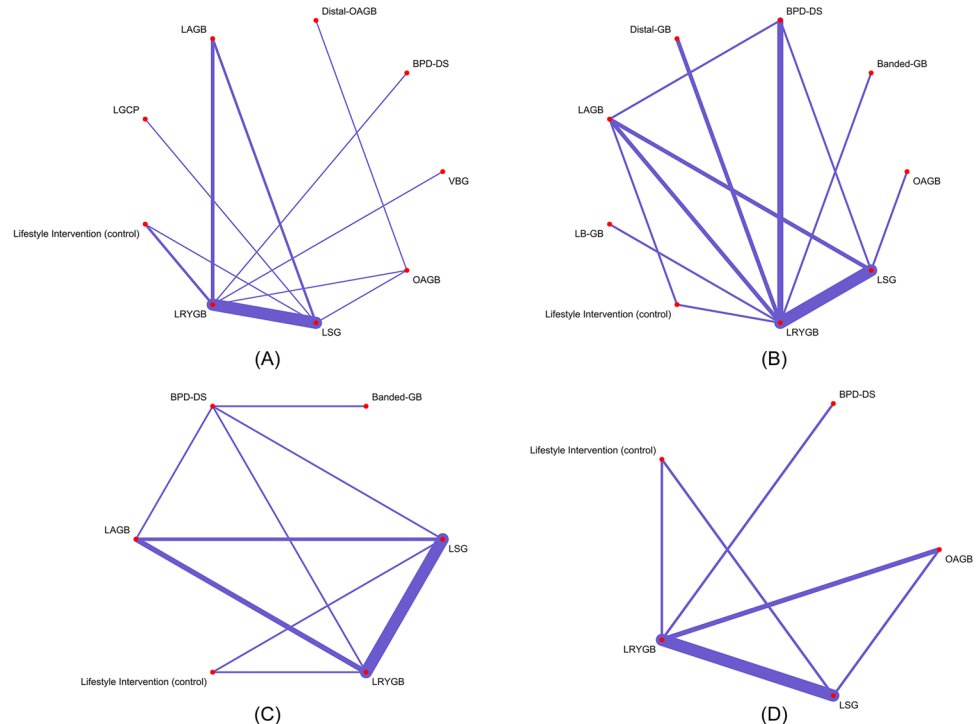 Distal-OAGB
LAGB
BPD-DS
LGCP
VBG
Lifestyle Intervention (control)
OAGB
LRYGB
LSG
(A)
BPD-DS
Distal-GB
Banded-GB
LAGB
OAGB
LB-GB
LSG
Lifestyle Intervention (control)
LRYGB
(B)
BPD-DS
Banded-GB
LAGB
LSG
Lifestyle Intervention (control)
LRYGB
(C)
BPD-DS
Lifestyle Intervention (control)
OAGB
LRYGB
LSG
(D)